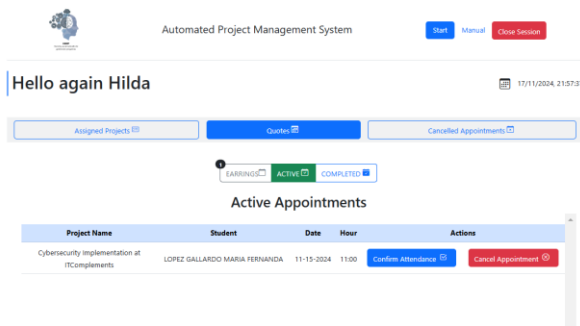 Automated Project Management System
Start
Manual
Close Session
Hello again Hilda
17/11/2024, 21:57:3
Assigned Projects
Quotes
Cancelled Appointments
1
EARRINGS
ACTIVE
COMPLETED
Active Appointments
Project Name Student Date Hour Actions
Cybersecurity Implementation at
ITComplements
LOPEZ GALLARDO MARIA FERNANDA 11-15-2024 11:00 Confirm Attendance Cancel Appointment